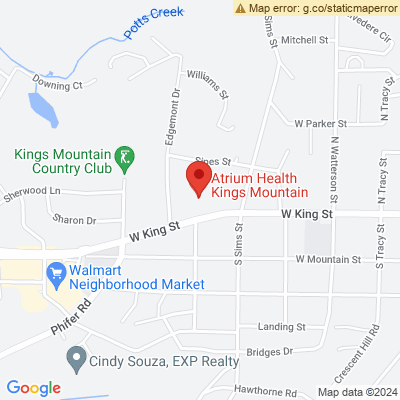 Map error: g.co/staticmaperror
Potts Creek
Belvedere Cir
Mitchell St
Downing Ct
Williams St
Edgemont Dr
S Sims St
N Tracy St
W Parker St
N Watterson St
Kings Mountain
Country Club
Sipes St
Atrium Health
Kings Mountain
Sherwood Ln
N Tracy St
Sharon Dr
W King St
W King St
S Sims St
S Tracy St
W Mountain St
Walmart
Neighborhood Market
Phifer Rd
Landing St
Crescent Hill Rd
Cindy Souza, EXP Realty
Bridges Dr
Hawthorne Rd
Google
Map data ©2024